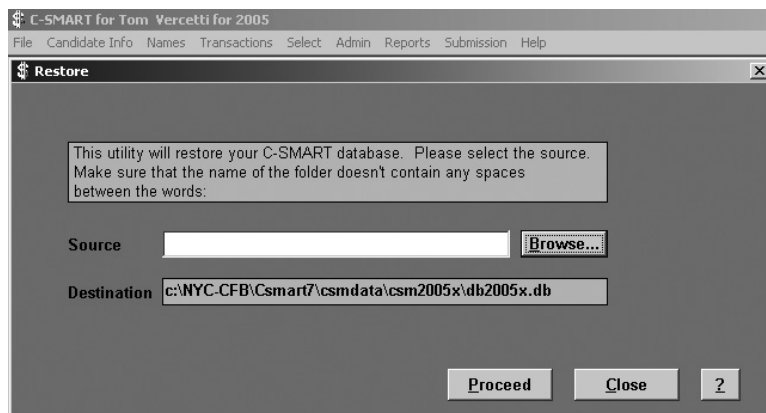 C-SMART for Tom Vercetti for 2005
File Candidate Info Names Transactions Select Admin Reports Submission Help
Restore
This utility will restore your C-SMART database. Please select the source.
Make sure that the name of the folder doesn't contain any spaces
between the words:
Source Browse...
Destination c:\NYC-CFB\Csmart7\csmdata\csm2005x\db2005x.db
Proceed Close ?